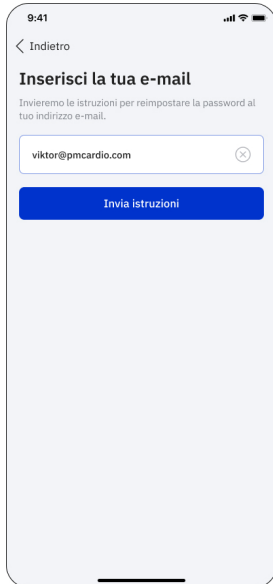 9:41
Indietro
Inserisci la tua e-mail
Invieremo le istruzioni per reimpostare la password al
tuo indirizzo e-mail.
viktor@pmcardio.com
Invia istruzioni